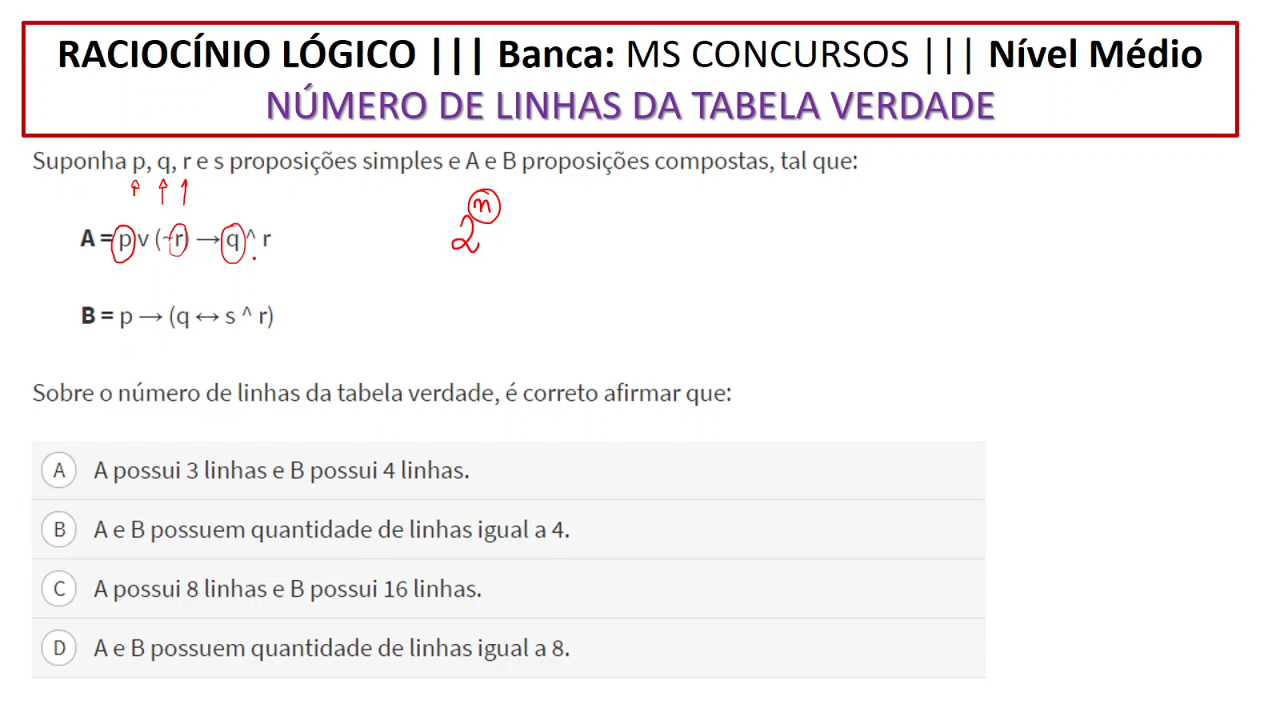 RACIOCÍNIO LÓGICO ||| Banca: MS CONCURSOS ||| Nível Médio
NÚMERO DE LINHAS DA TABELA VERDADE
Suponha p, q, r e s proposições simples e A e B proposições compostas, tal que:
A = p v (~r) → q ^ r
2^n
B = p → (q ↔ s ^ r)
Sobre o número de linhas da tabela verdade, é correto afirmar que:
A A possui 3 linhas e B possui 4 linhas.
B A e B possuem quantidade de linhas igual a 4.
C A possui 8 linhas e B possui 16 linhas.
D A e B possuem quantidade de linhas igual a 8.